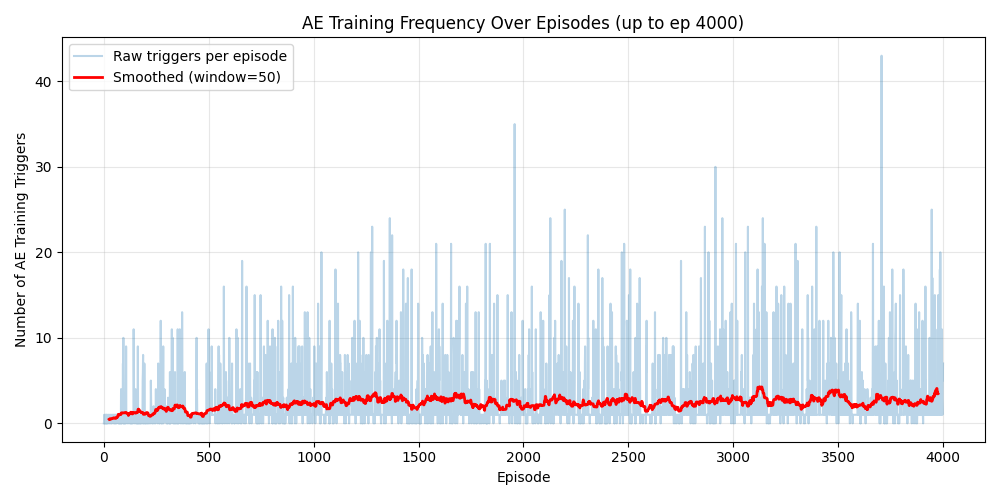 AE Training Frequency Over Episodes (up to ep 4000)
Raw triggers per episode
Smoothed (window=50)
Number of AE Training Triggers
40
30
20
10
0
0 500 1000 1500 2000 2500 3000 3500 4000
Episode